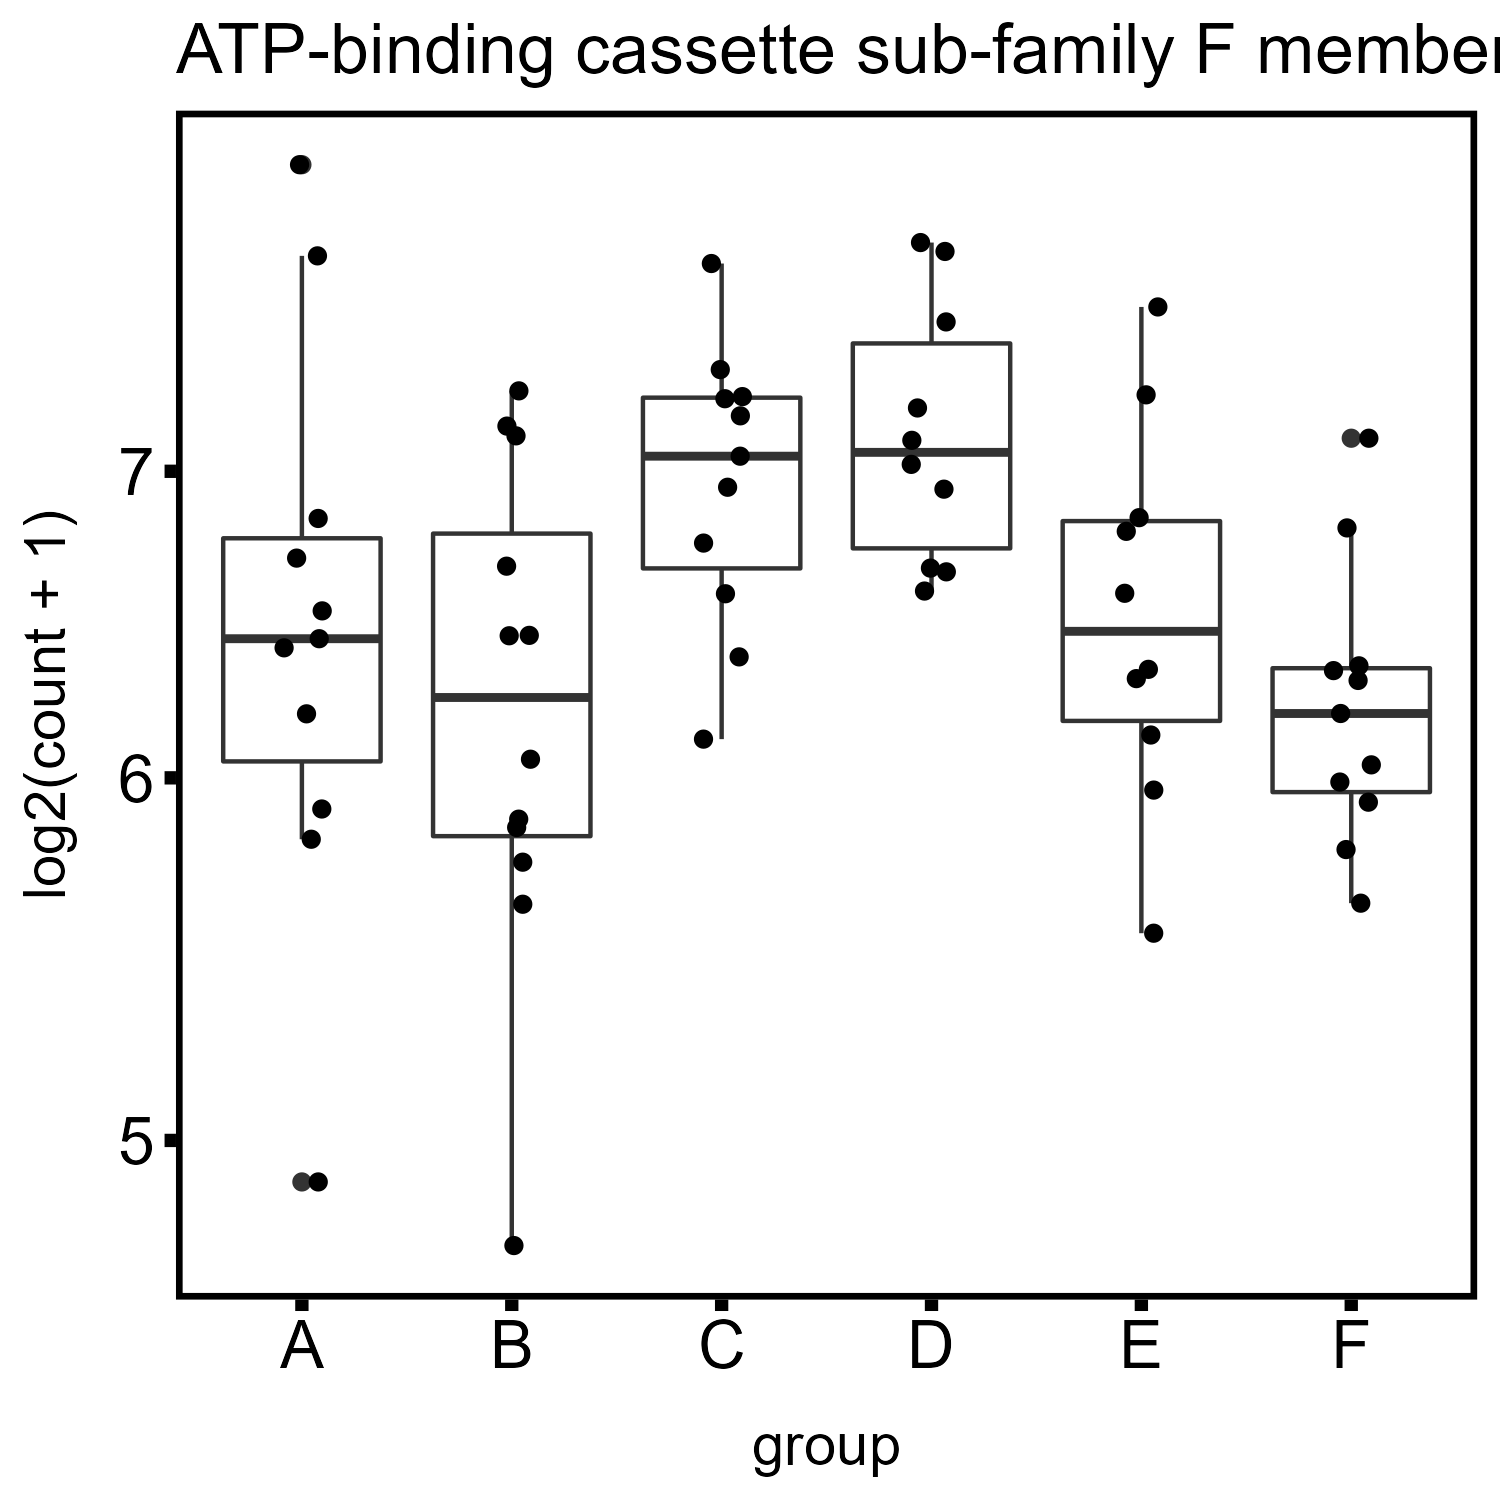 ATP-binding cassette sub-family F member
log2(count + 1)
7
6
5
A B C D E F
group